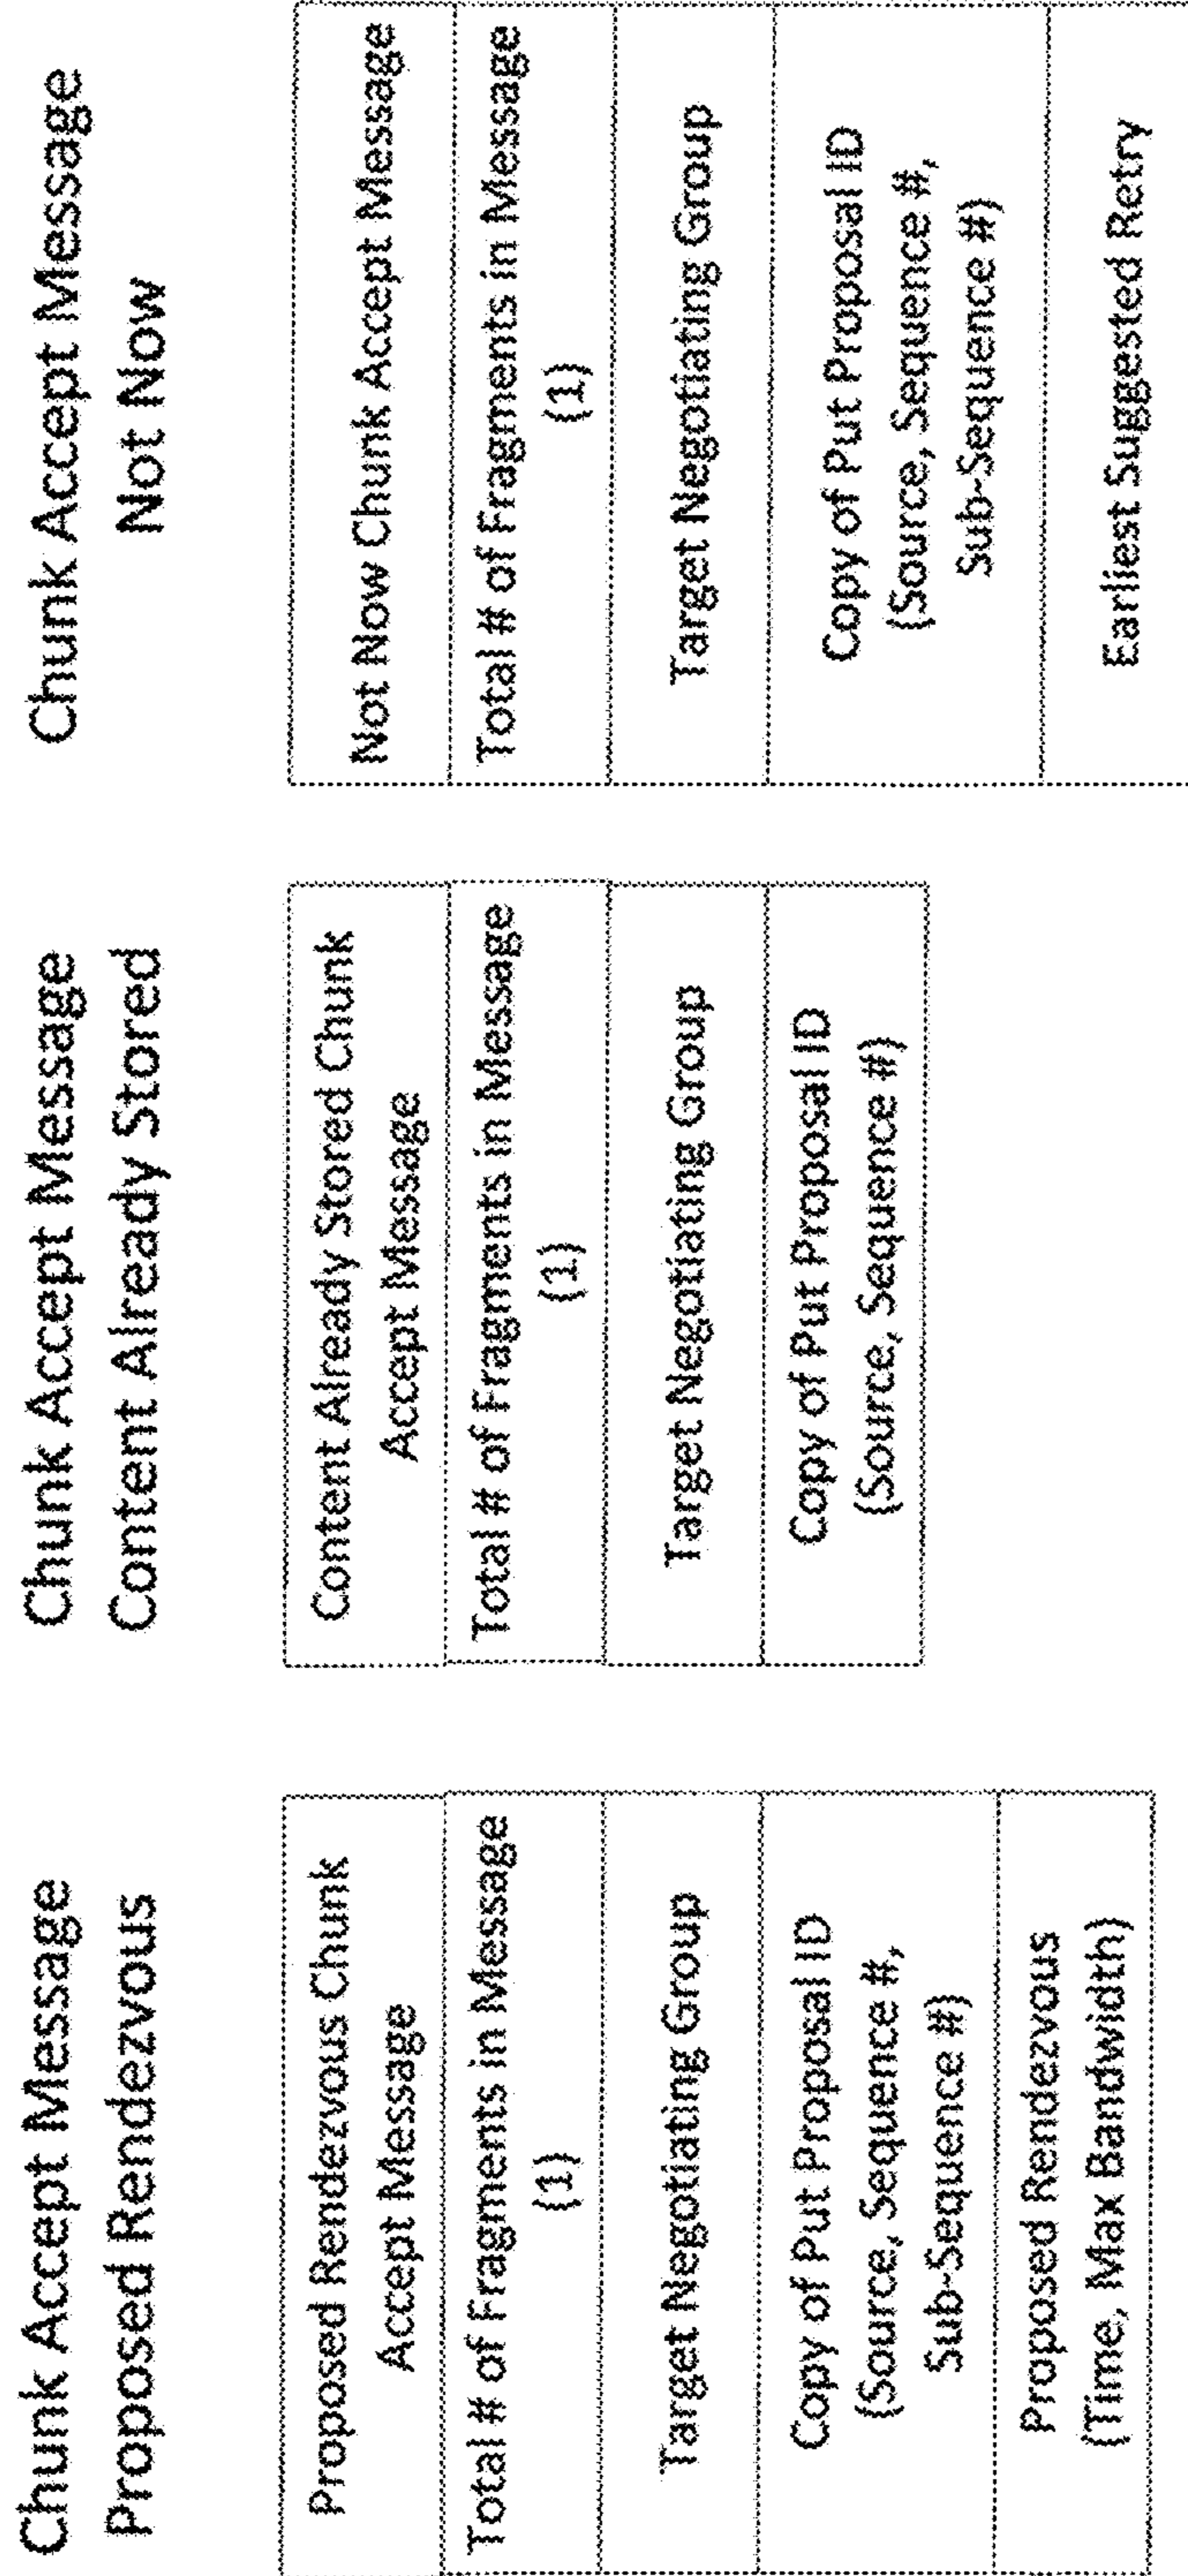 Chunk Accept Message
Proposed Rendezvous
Proposed Rendezvous Chunk
Accept Message
Total # of Fragments in Message
(1)
Target Negotiating Group
Copy of Put Proposal ID
(Source, Sequence #,
Sub-Sequence #)
Proposed Rendezvous
(Time, Max Bandwidth)
Chunk Accept Message
Content Already Stored
Content Already Stored Chunk
Accept Message
Total # of Fragments in Message
(1)
Target Negotiating Group
Copy of Put Proposal ID
(Source, Sequence #)
Chunk Accept Message
Not Now
Not Now Chunk Accept Message
Total # of Fragments in Message
(1)
Target Negotiating Group
Copy of Put Proposal ID
(Source, Sequence #,
Sub-Sequence #)
Earliest Suggested Retry